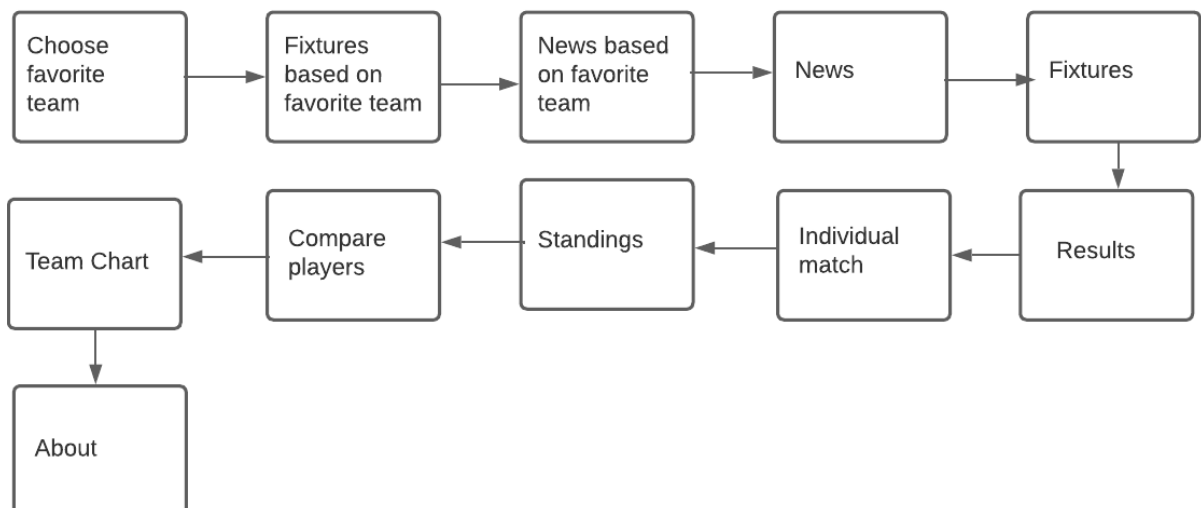 Choose
favorite
team
Fixtures
based on
favorite team
News based
on favorite
team
News
Fixtures
Results
Individual
match
Standings
Compare
players
Team Chart
About